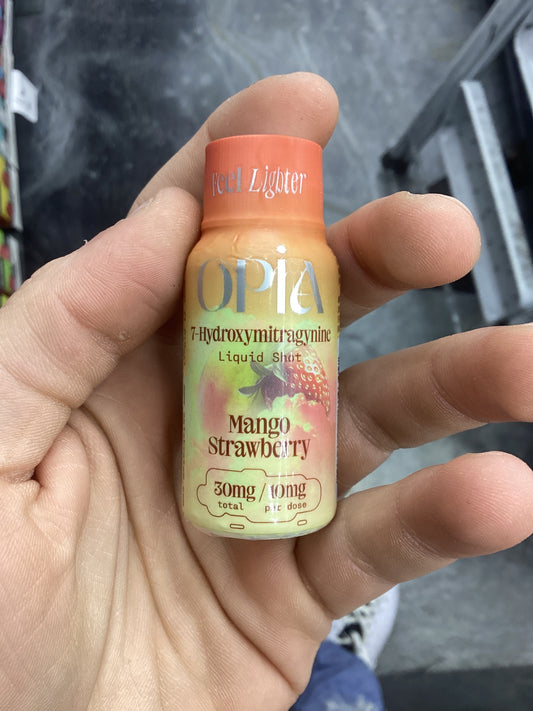 Feel Lighter
OPiA
7-Hydroxymitragynine
Liquid Shot
Mango
Strawberry
30mg / 10mg
total per dose